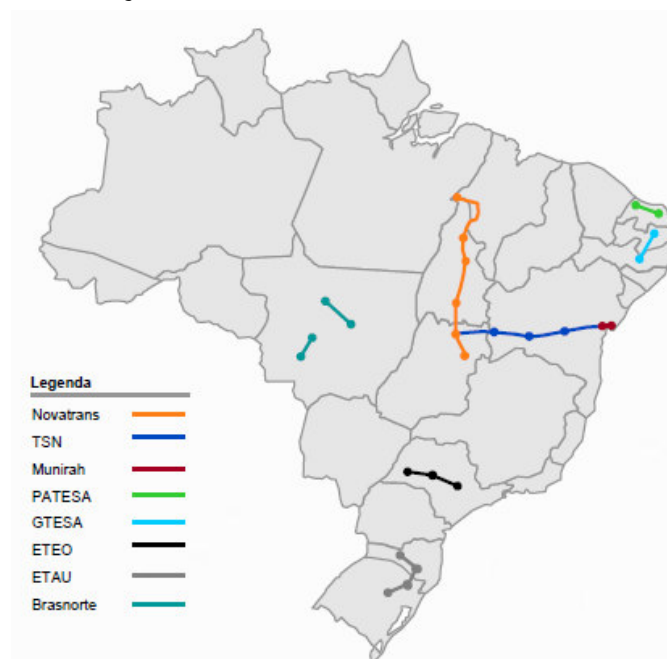 Legenda
Novatrans
TSN
Munirah
PATESA
GTESA
ETEO
ETAU
Brasnorte